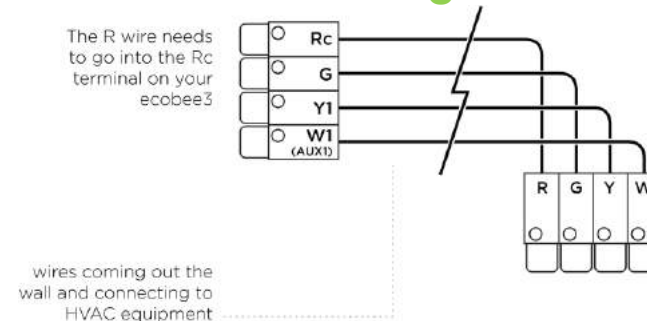 The R wire needs
to go into the Rc
terminal on your
ecobee3
Rc
G
Y1
W1
(AUX1)
R G Y W
wires coming out the
wall and connecting to
HVAC equipment